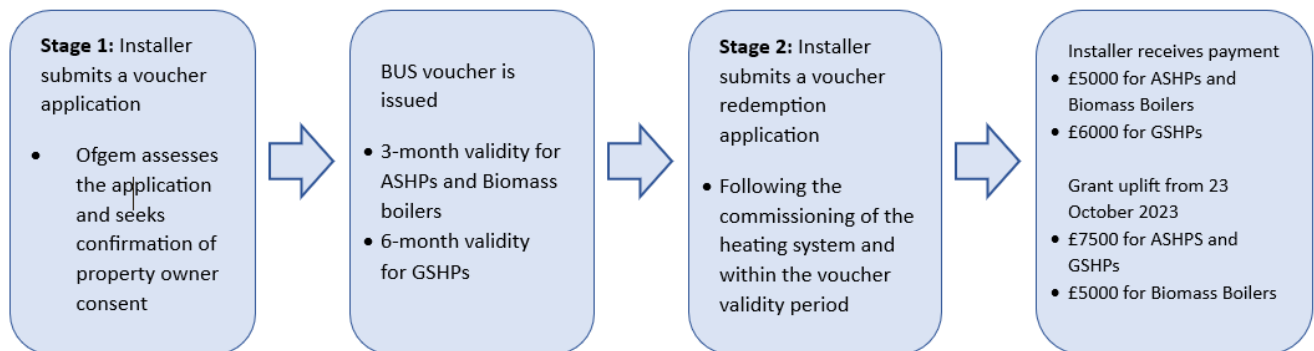 Stage 1: Installer
submits a voucher
application
• Ofgem assesses
the application
and seeks
confirmation of
property owner
consent
BUS voucher is
issued
• 3-month validity for
ASHPs and Biomass
boilers
• 6-month validity
for GSHPs
Stage 2: Installer
submits a voucher
redemption
application
• Following the
commissioning of the
heating system and
within the voucher
validity period
Installer receives payment
• £5000 for ASHPs and
Biomass Boilers
• £6000 for GSHPs
Grant uplift from 23
October 2023
• £7500 for ASHPS and
GSHPs
• £5000 for Biomass Boilers